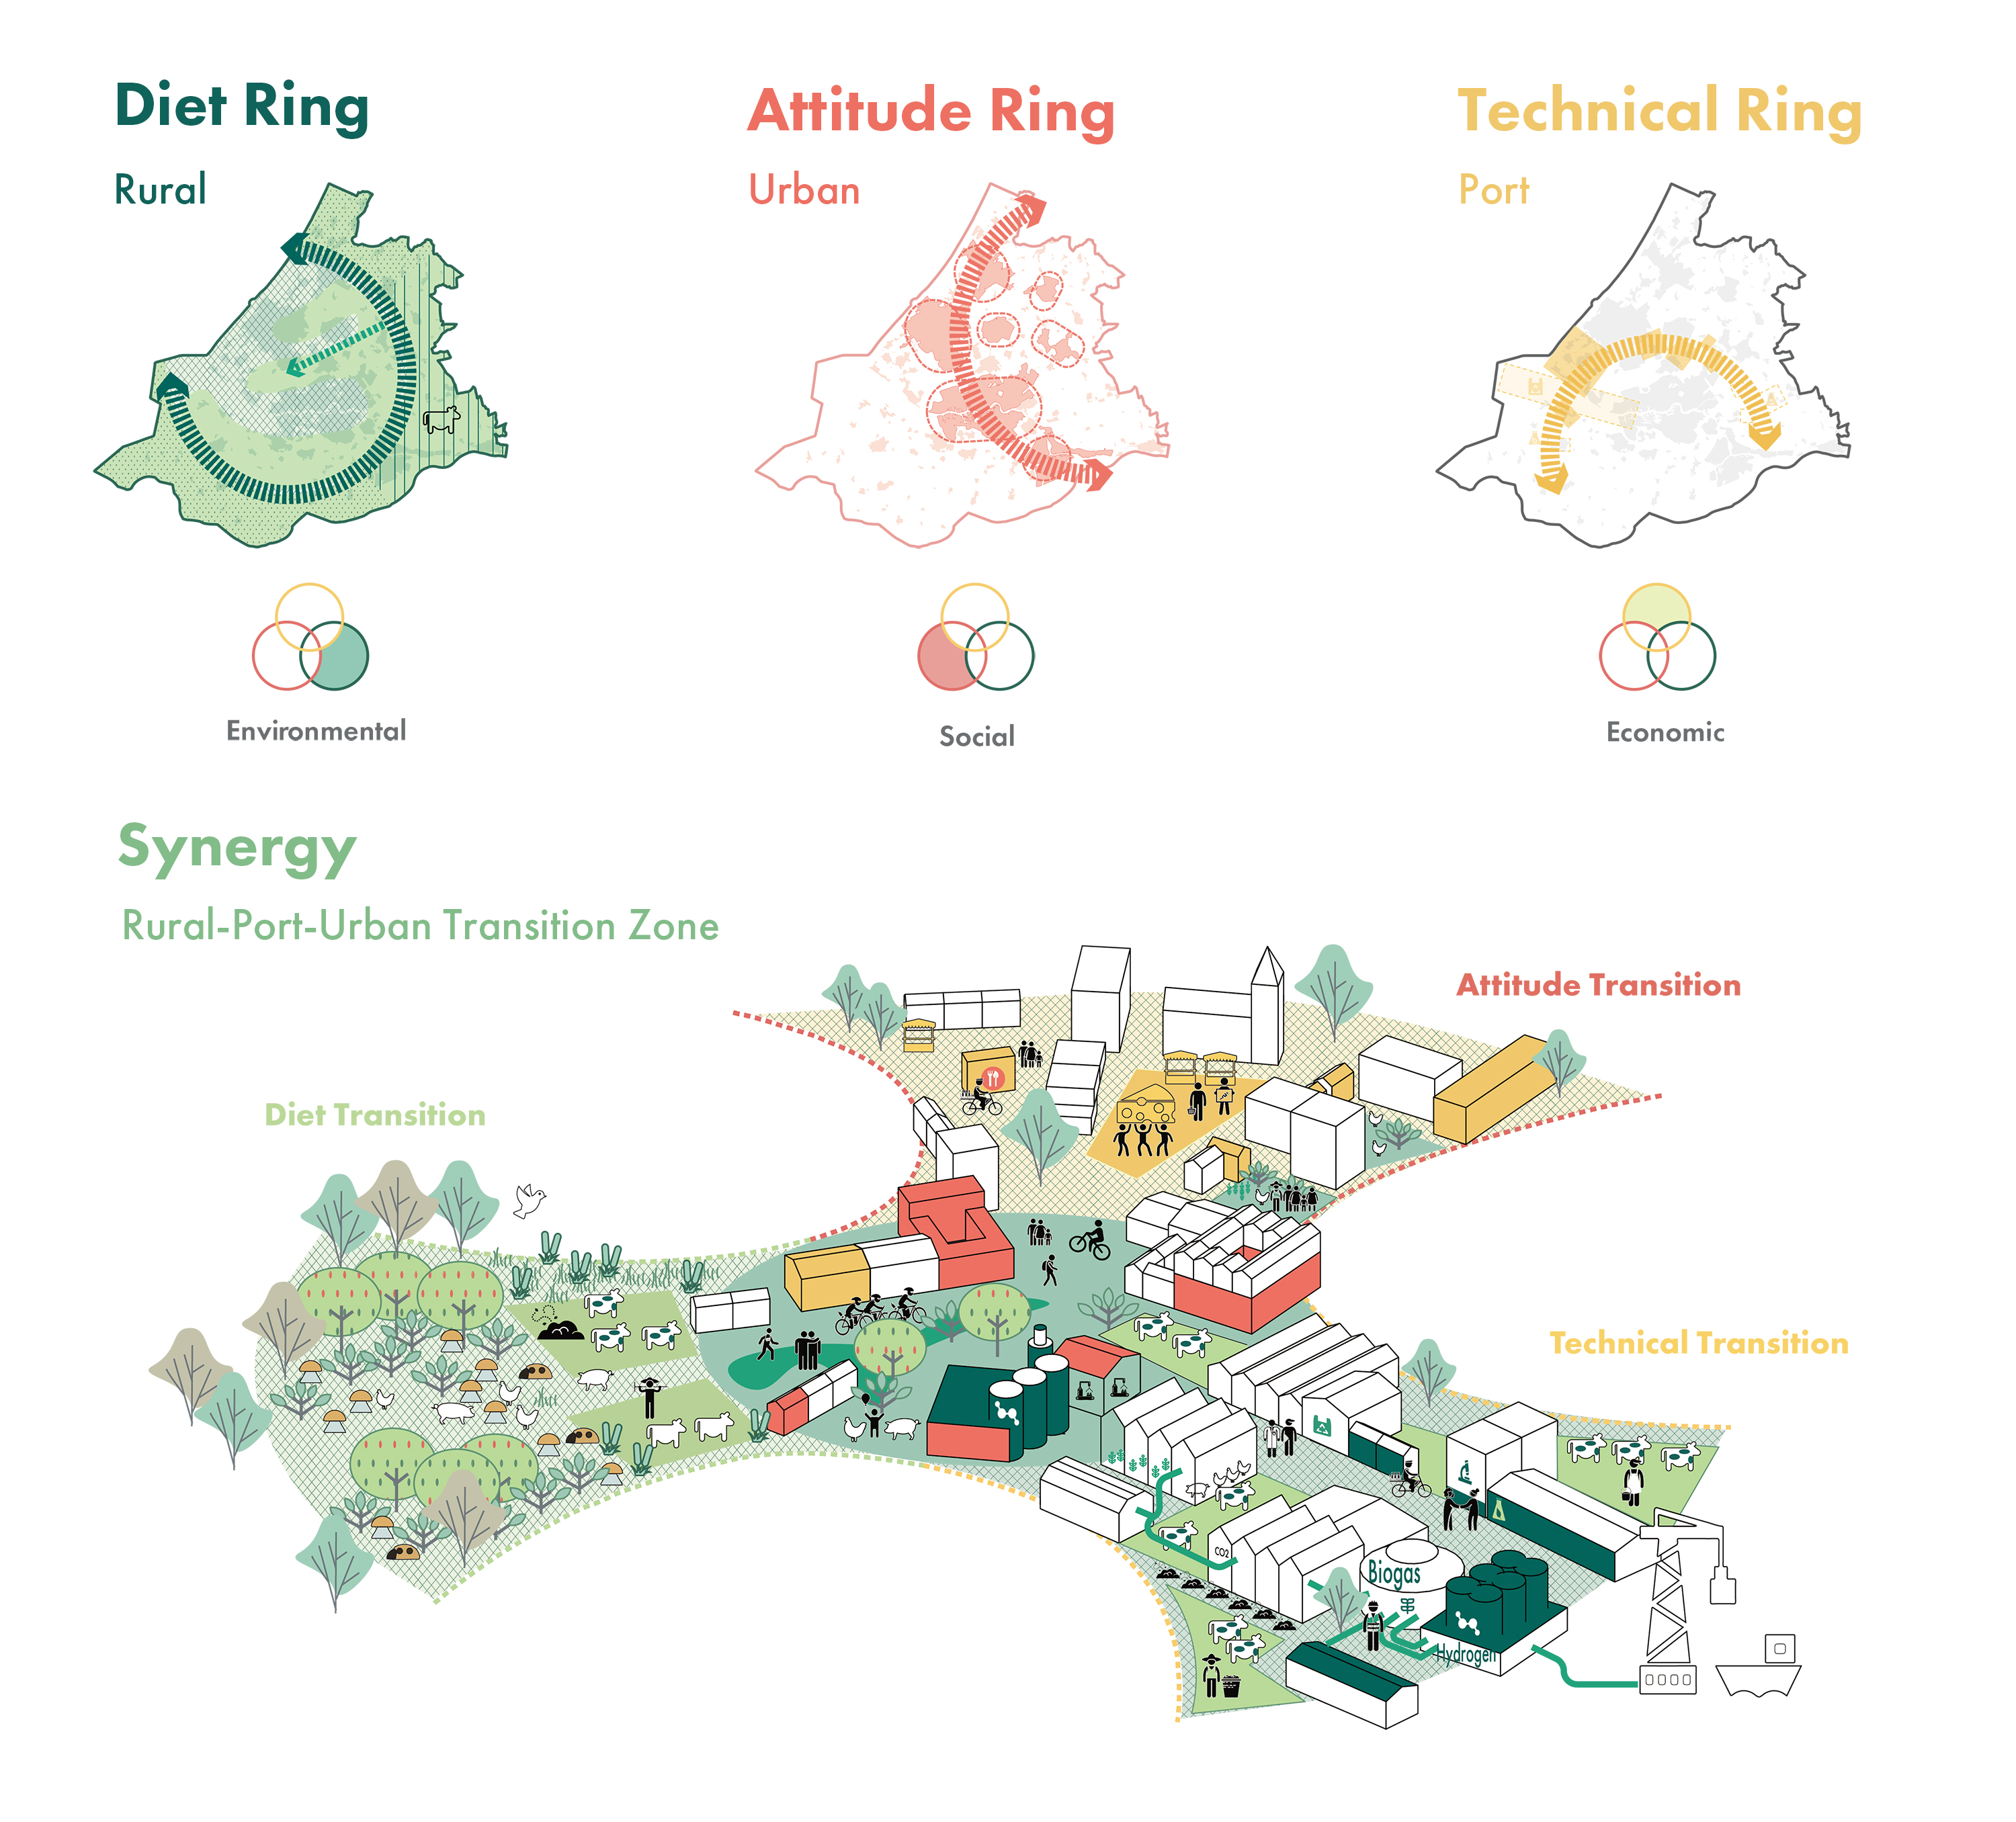 Diet Ring
Rural
Attitude Ring
Urban
Technical Ring
Port
Environmental
Social
Economic
Synergy
Rural-Port-Urban Transition Zone
Attitude Transition
Diet Transition
Technical Transition
CO2
Biogas
Hydrogen